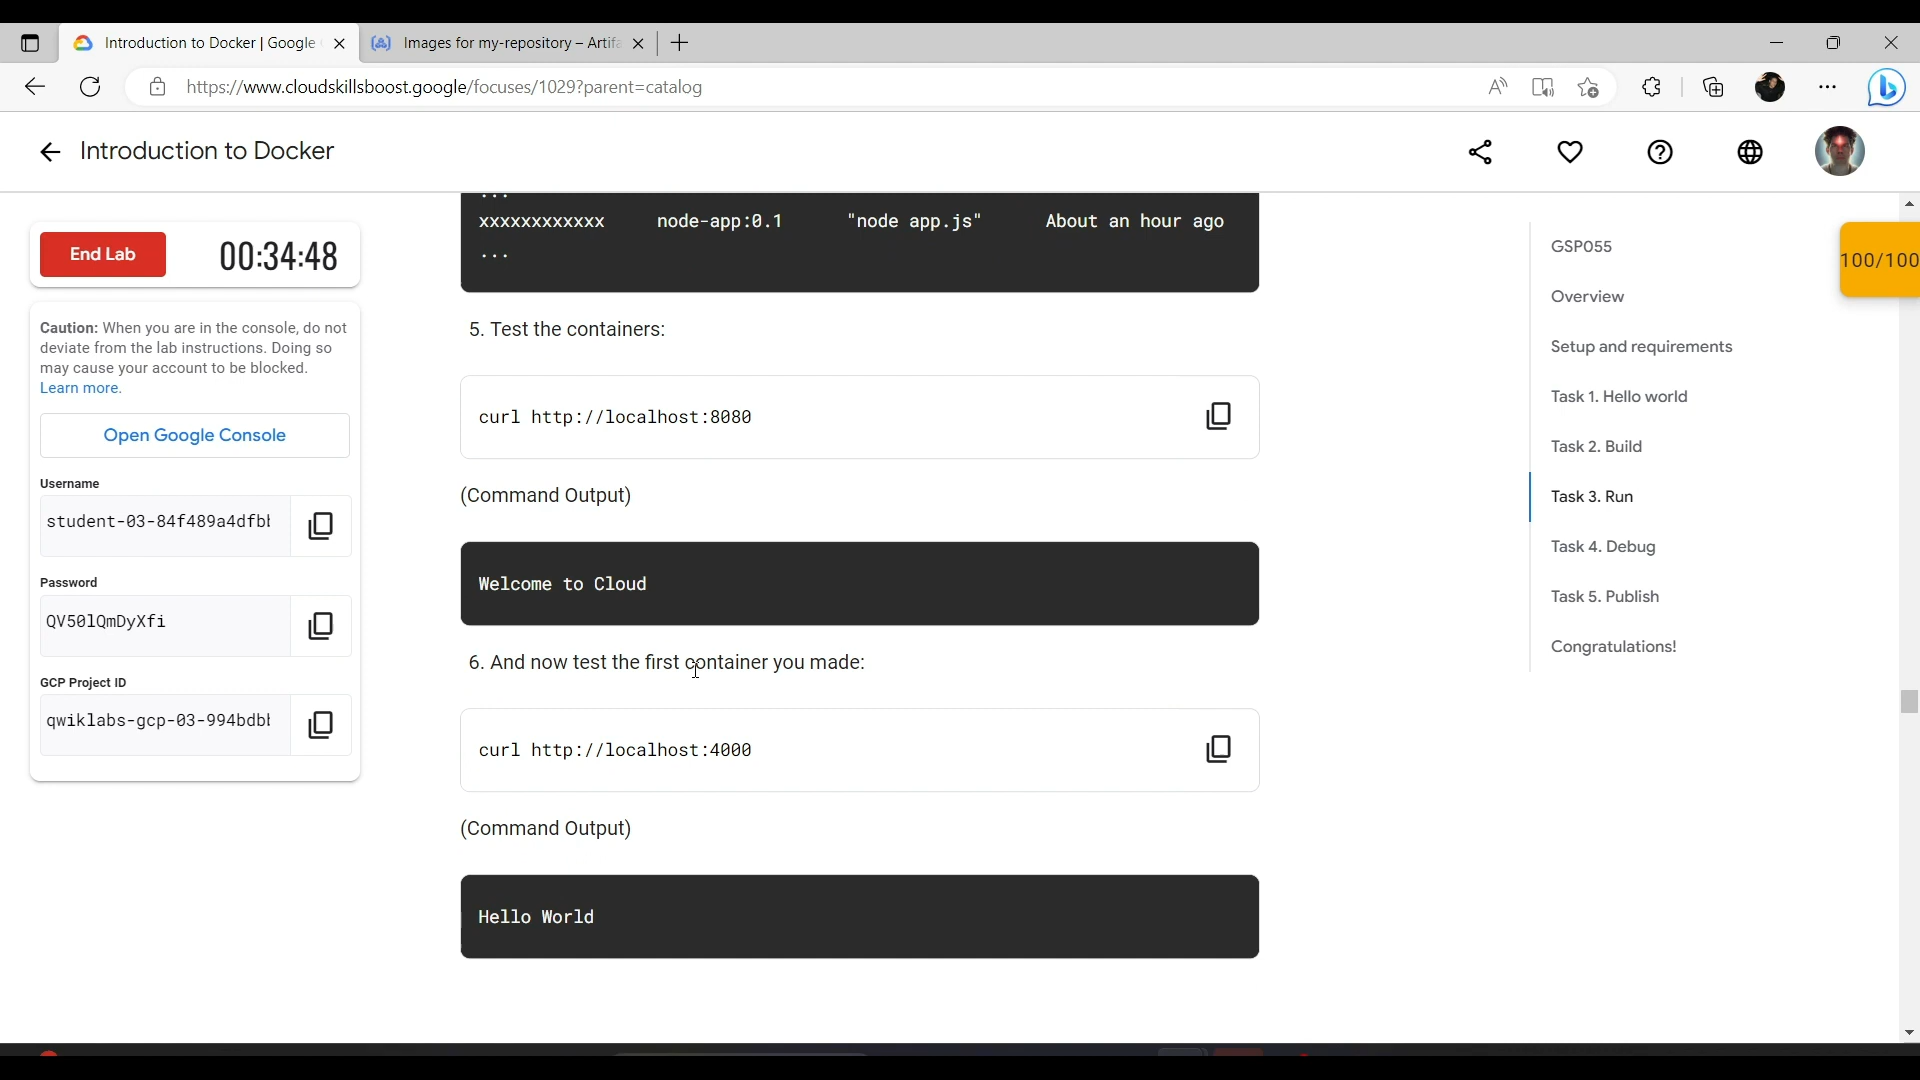 Introduction to Docker | Google
Images for my-repository – Artifa
https://www.cloudskillsboost.google/focuses/1029?parent=catalog
Introduction to Docker
End Lab
00:34:48
Caution: When you are in the console, do not
deviate from the lab instructions. Doing so
may cause your account to be blocked.
Learn more.
Open Google Console
Username
student-03-84f489a4dfb
Password
QV50lQmDyXfi
GCP Project ID
qwiklabs-gcp-03-994bdb
...
xxxxxxxxxxxx node-app:0.1 "node app.js" About an hour ago
...
5. Test the containers:
curl http://localhost:8080
(Command Output)
Welcome to Cloud
6. And now test the first container you made:
curl http://localhost:4000
(Command Output)
Hello World
GSP055
Overview
Setup and requirements
Task 1. Hello world
Task 2. Build
Task 3. Run
Task 4. Debug
Task 5. Publish
Congratulations!
100/100